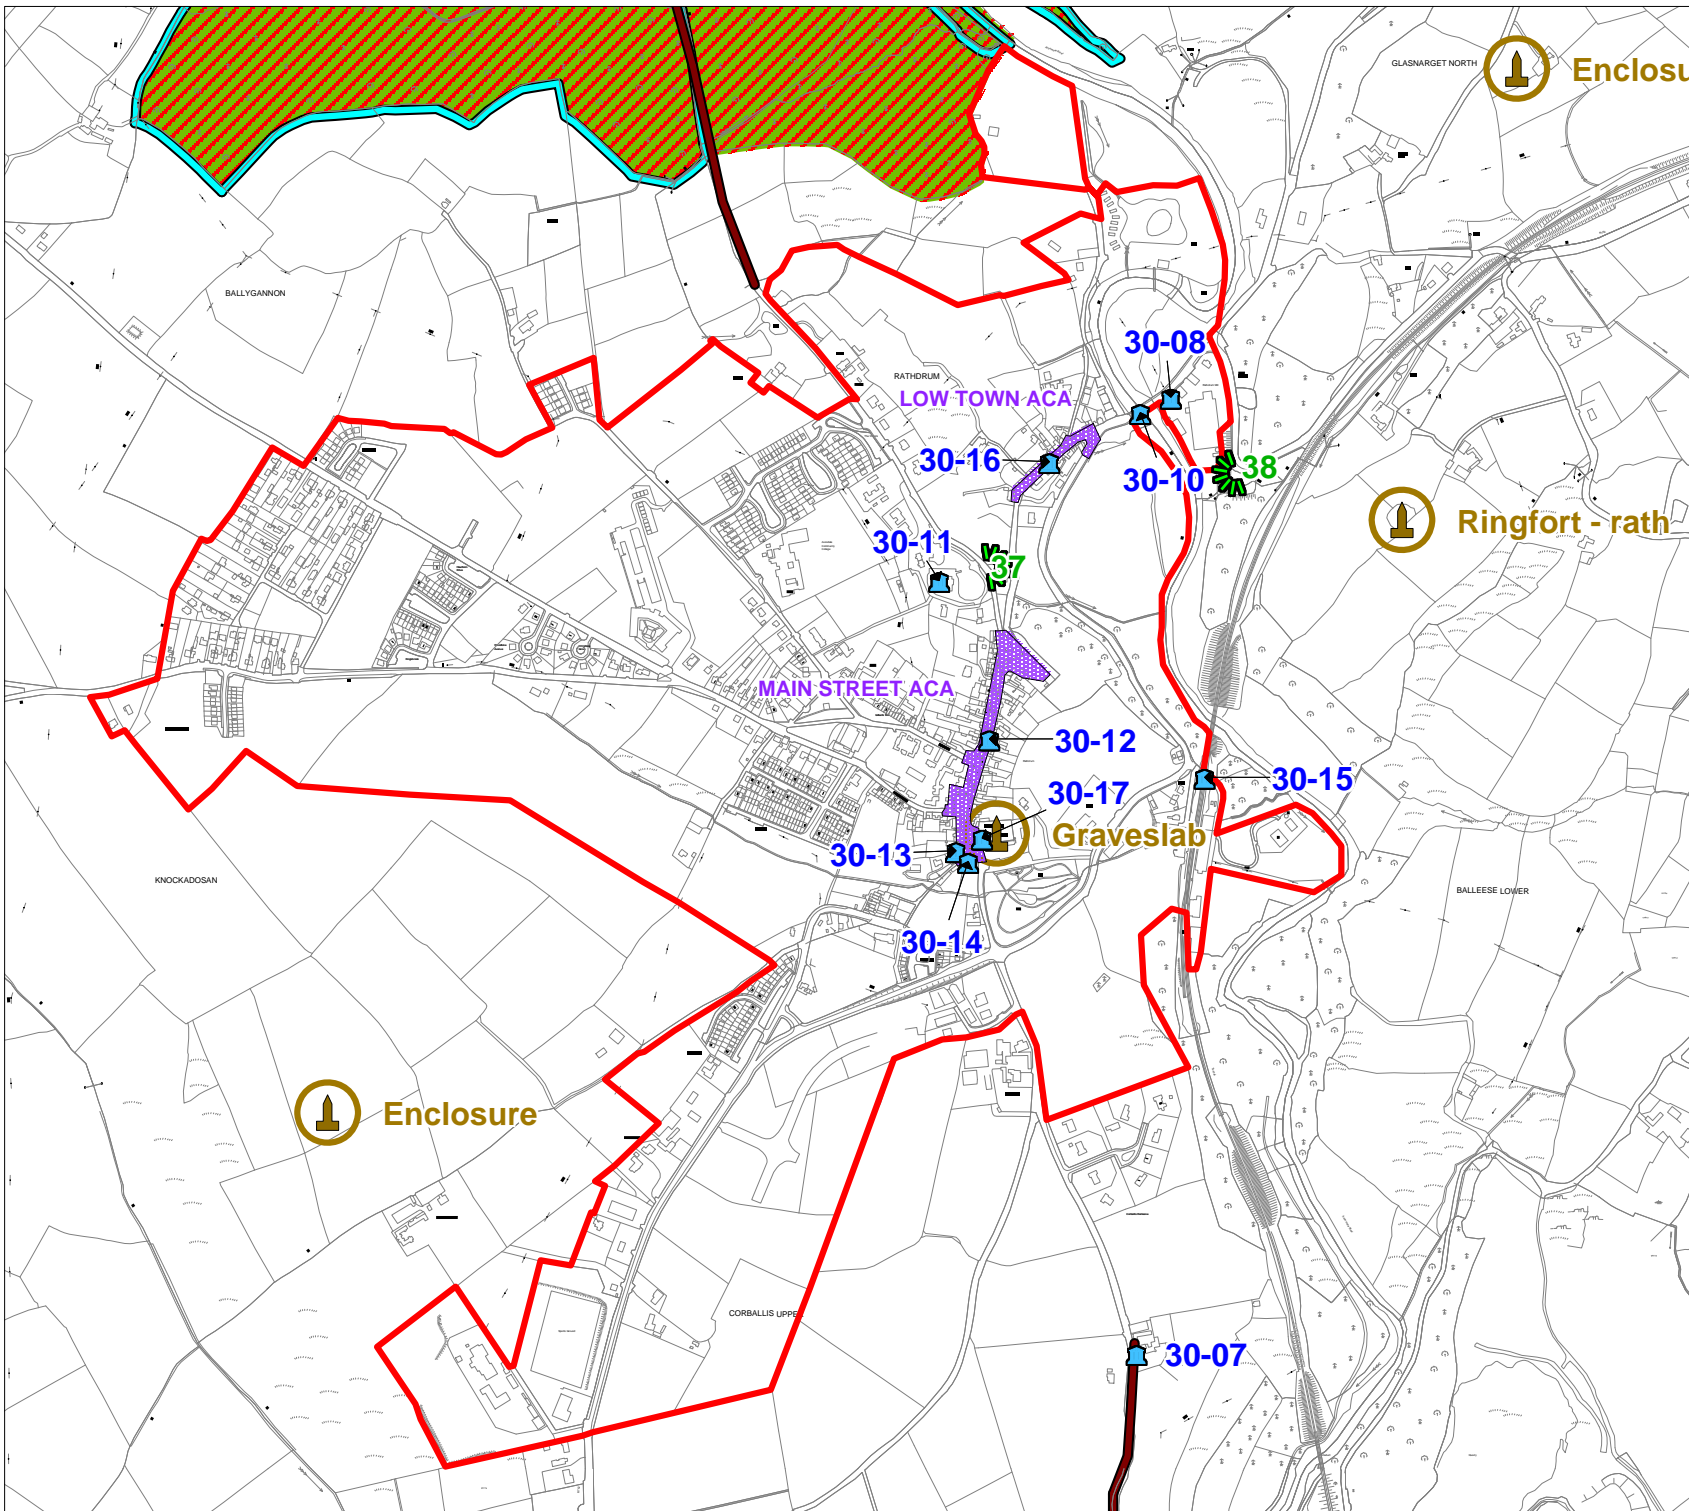 GLASNARGET NORTH
Enclosu
BALLYGANNON
30-08
RATHDRUM
LOW TOWN ACA
30-16
30-10
38
Ringfort - rath
30-11
37
MAIN STREET ACA
30-12
30-15
30-17
Graveslab
30-13
KNOCKADOSAN
BALLEESE LOWER
30-14
Enclosure
CORBALLIS UPPER
30-07